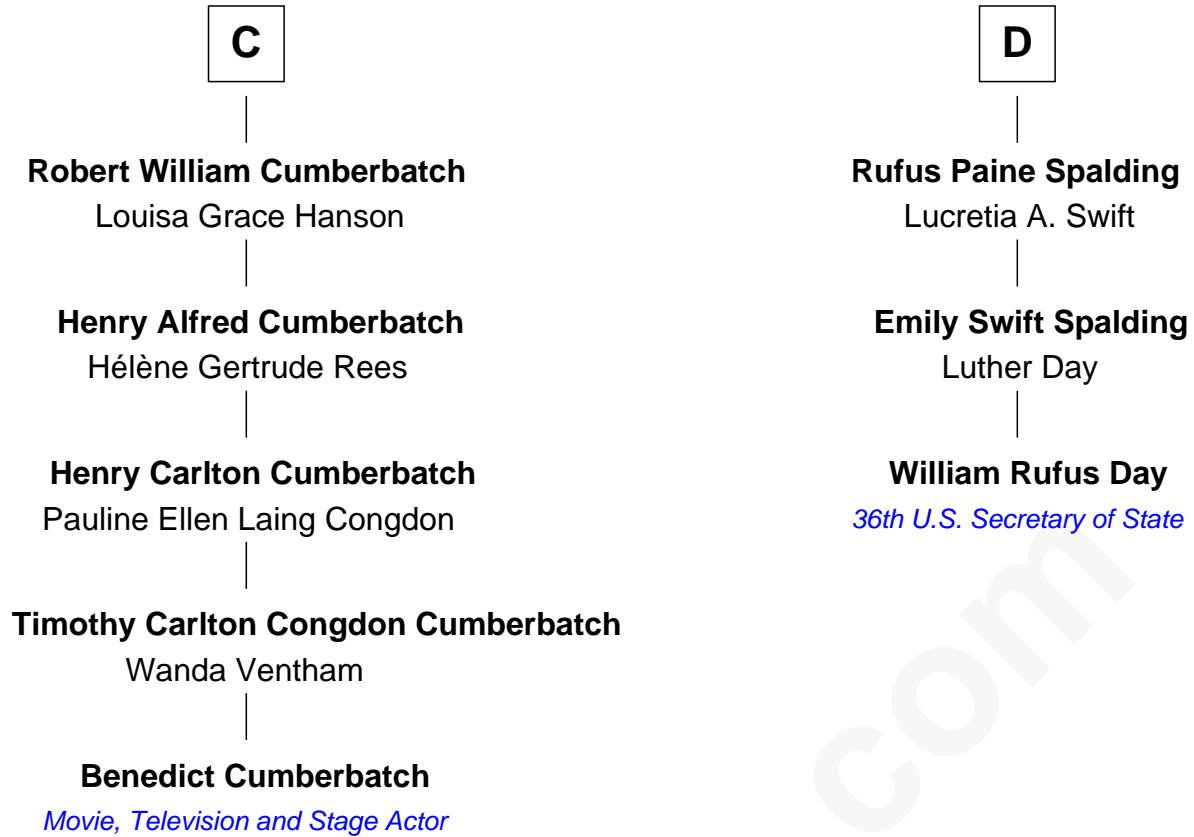 C
Robert William Cumberbatch
Louisa Grace Hanson
Henry Alfred Cumberbatch
Hélène Gertrude Rees
Henry Carlton Cumberbatch
Pauline Ellen Laing Congdon
Timothy Carlton Congdon Cumberbatch
Wanda Ventham
Benedict Cumberbatch
Movie, Television and Stage Actor
D
Rufus Paine Spalding
Lucretia A. Swift
Emily Swift Spalding
Luther Day
William Rufus Day
36th U.S. Secretary of State
com